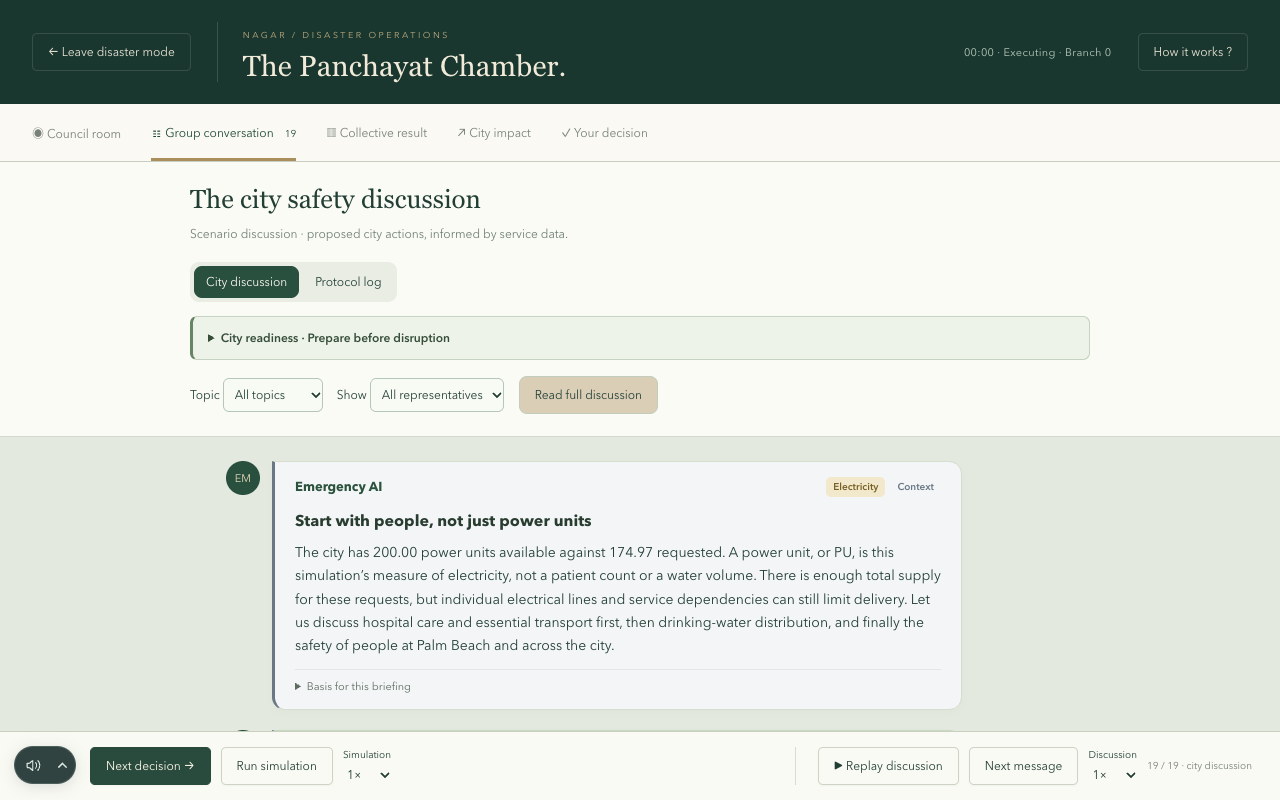 ← Leave disaster mode
NAGAR / DISASTER OPERATIONS
The Panchayat Chamber.
00:00 · Executing · Branch 0
How it works ?
Council room
Group conversation 19
Collective result
↗ City impact
✓ Your decision
The city safety discussion
Scenario discussion · proposed city actions, informed by service data.
City discussion
Protocol log
▶ City readiness · Prepare before disruption
Topic
All topics
Show
All representatives
Read full discussion
EM
Emergency AI
Electricity
Context
Start with people, not just power units
The city has 200.00 power units available against 174.97 requested. A power unit, or PU, is this
simulation’s measure of electricity, not a patient count or a water volume. There is enough total supply
for these requests, but individual electrical lines and service dependencies can still limit delivery. Let
us discuss hospital care and essential transport first, then drinking-water distribution, and finally the
safety of people at Palm Beach and across the city.
▶ Basis for this briefing
Next decision →
Run simulation
Simulation
1×
▶ Replay discussion
Next message
Discussion
1×
19 / 19 · city discussion